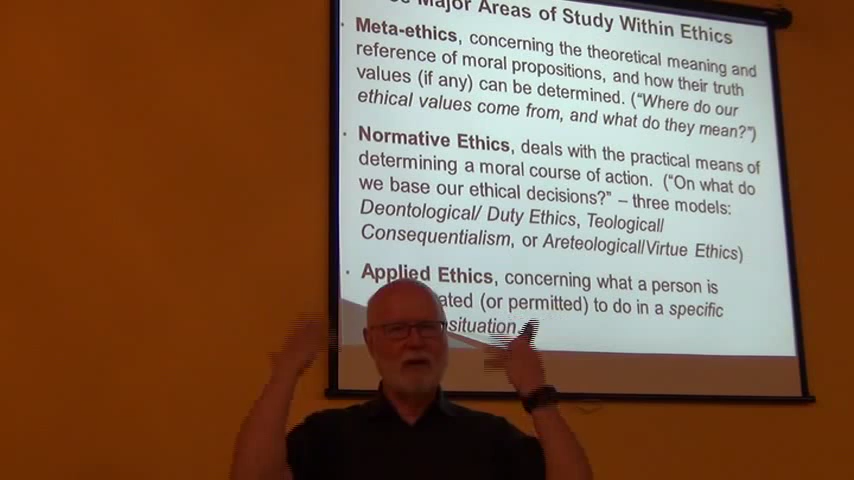 Major Areas of Study Within Ethics
Meta-ethics, concerning the theoretical meaning and
reference of moral propositions, and how their truth
values (if any) can be determined. (“Where do our
ethical values come from, and what do they mean?”)
Normative Ethics, deals with the practical means of
determining a moral course of action. (“On what do
we base our ethical decisions?” – three models:
Deontological/ Duty Ethics, Teological/
Consequentialism, or Areteological/Virtue Ethics)
Applied Ethics, concerning what a person is
(or permitted) to do in a specific
situation